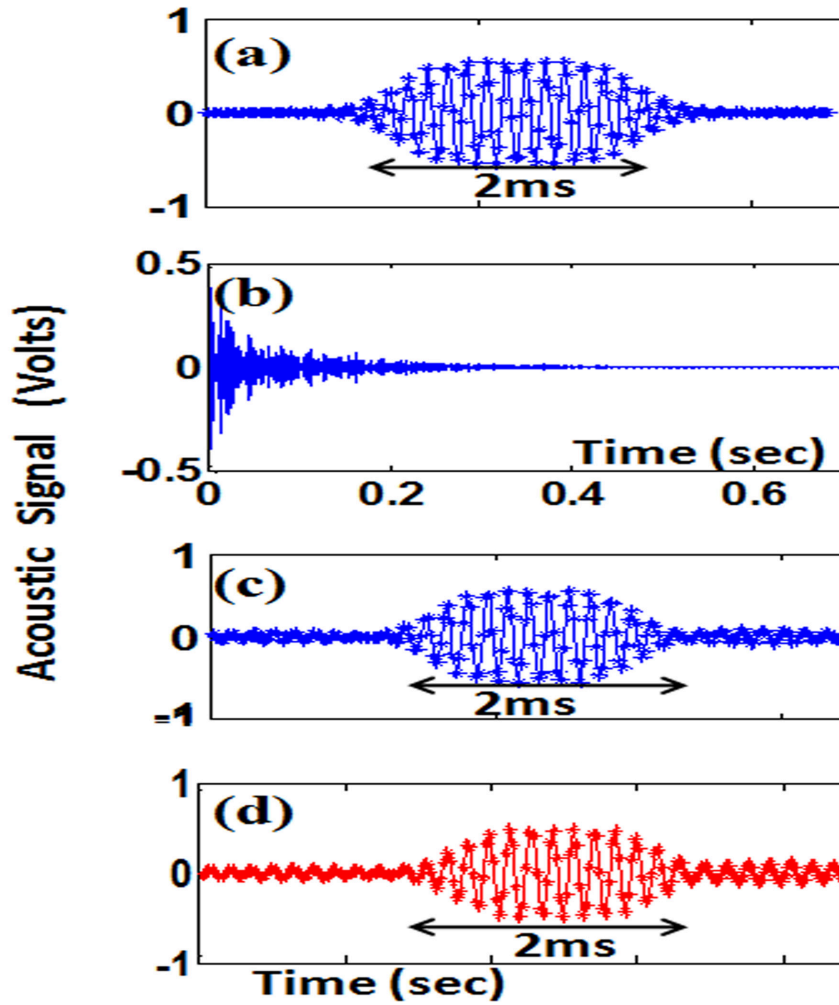 Acoustic Signal (Volts)
1
(a)
0
2ms
-1
0.5
(b)
0
Time (sec)
-0.5
0 0.2 0.4 0.6
1
(c)
0
2ms
-1
1
(d)
0
2ms
-1
Time (sec)